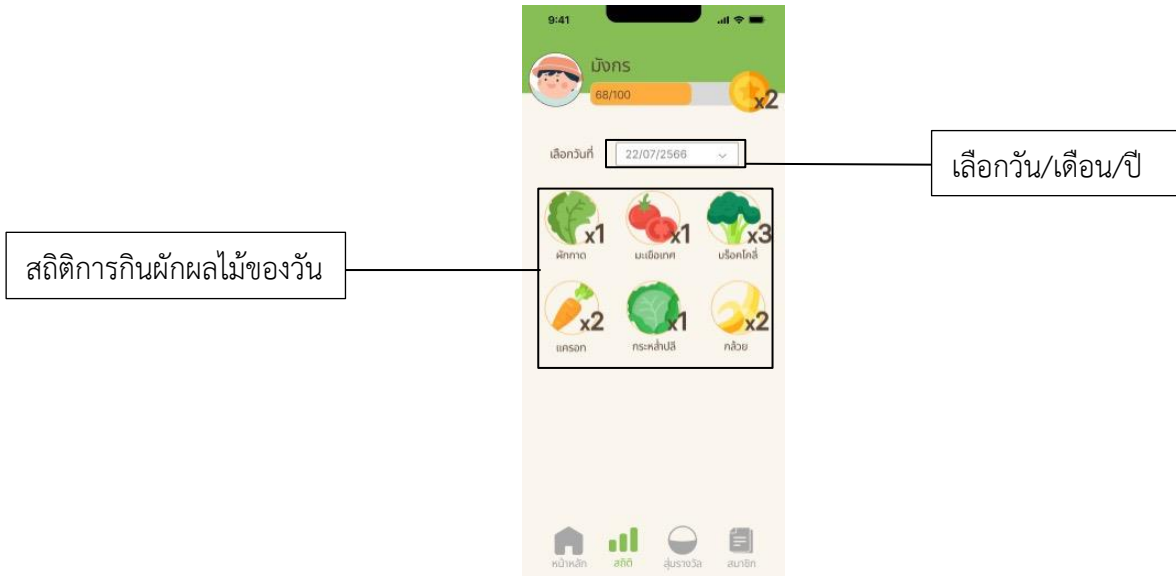 9:41
มังกร
68/100
x2
เลือกวันที่
22/07/2566
เลือกวัน/เดือน/ปี
x1
x1
x3
ผักกาด
มะเขือเทศ
บร็อคโคลี่
สถิติการกินผักผลไม้ของวัน
x2
x1
x2
แครอท
กระหล่ำปลี
กล้วย
หน้าหลัก
สถิติ
สุ่มรางวัล
สมาชิก